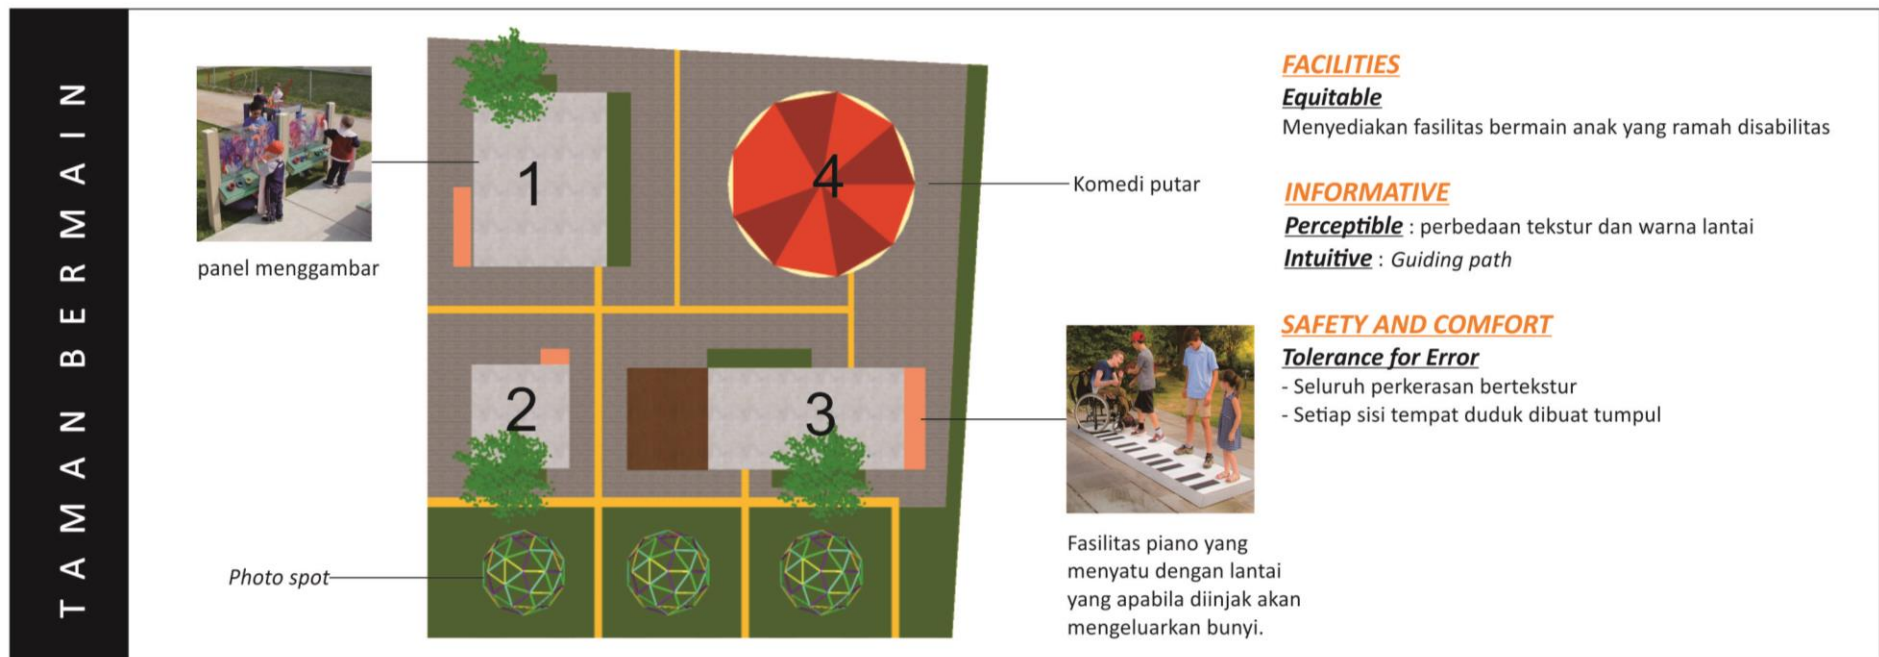 TAMAN BERMAIN
panel menggambar
1
2
3
4
Photo spot
Komedi putar
Fasilitas piano yang
menyatu dengan lantai
yang apabila diinjak akan
mengeluarkan bunyi.
FACILITIES
Equitable
Menyediakan fasilitas bermain anak yang ramah disabilitas
INFORMATIVE
Perceptible : perbedaan tekstur dan warna lantai
Intuitive : Guiding path
SAFETY AND COMFORT
Tolerance for Error
- Seluruh perkerasan bertekstur
- Setiap sisi tempat duduk dibuat tumpul